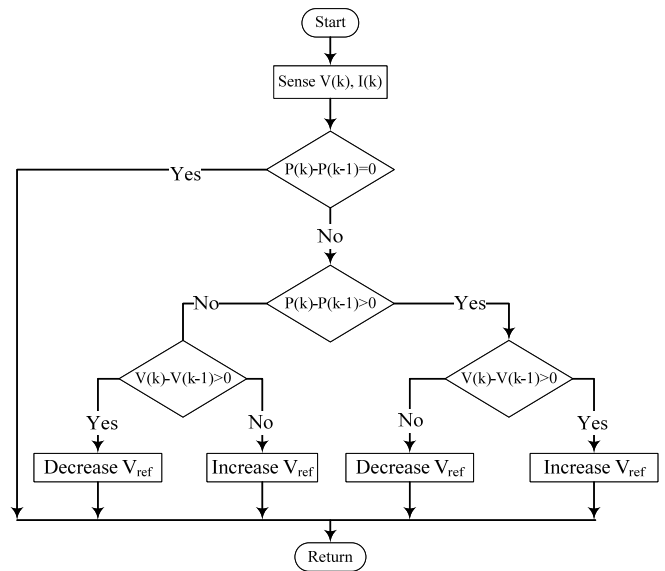 Start
Sense V(k), I(k)
P(k)-P(k-1)=0
Yes
No
P(k)-P(k-1)>0
No
Yes
V(k)-V(k-1)>0
V(k)-V(k-1)>0
Yes
No
No
Yes
Decrease Vref
Increase Vref
Decrease Vref
Increase Vref
Return